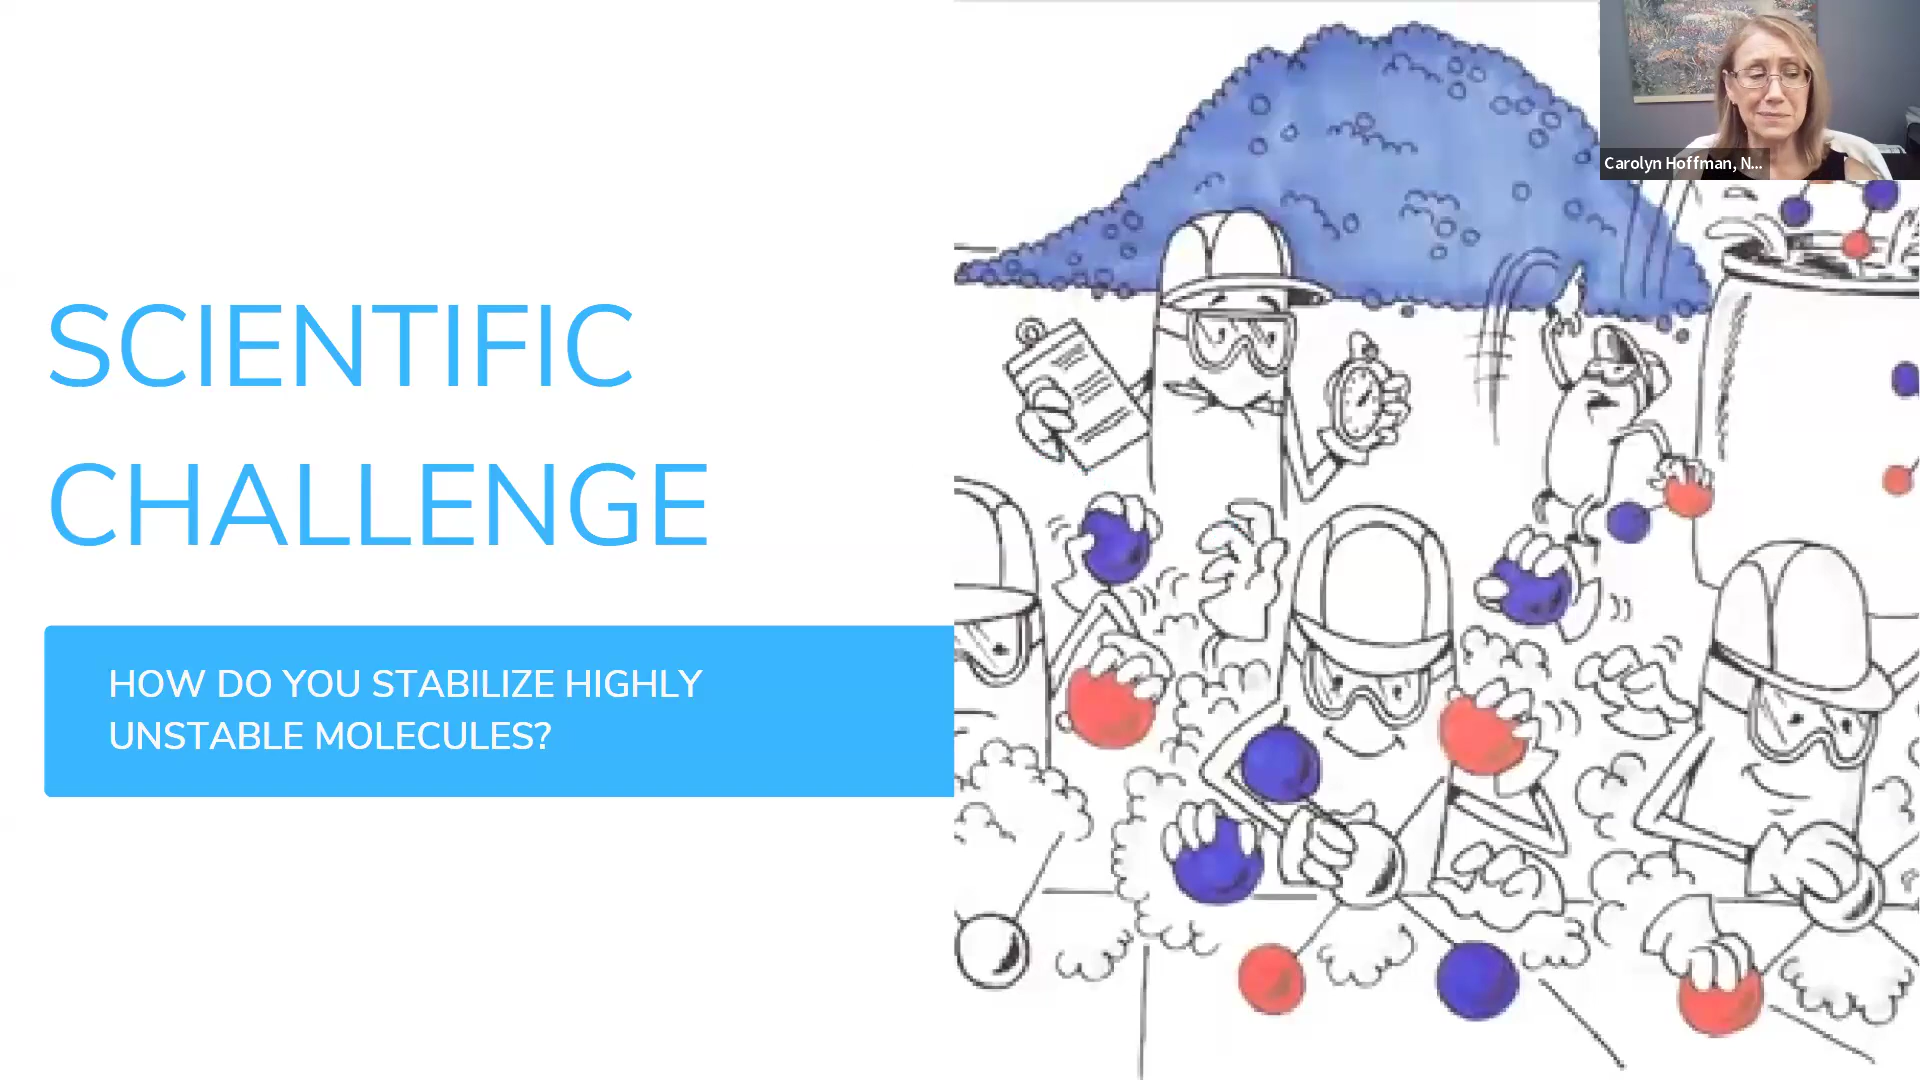 SCIENTIFIC
CHALLENGE
HOW DO YOU STABILIZE HIGHLY
UNSTABLE MOLECULES?
Carolyn Hoffman, N...